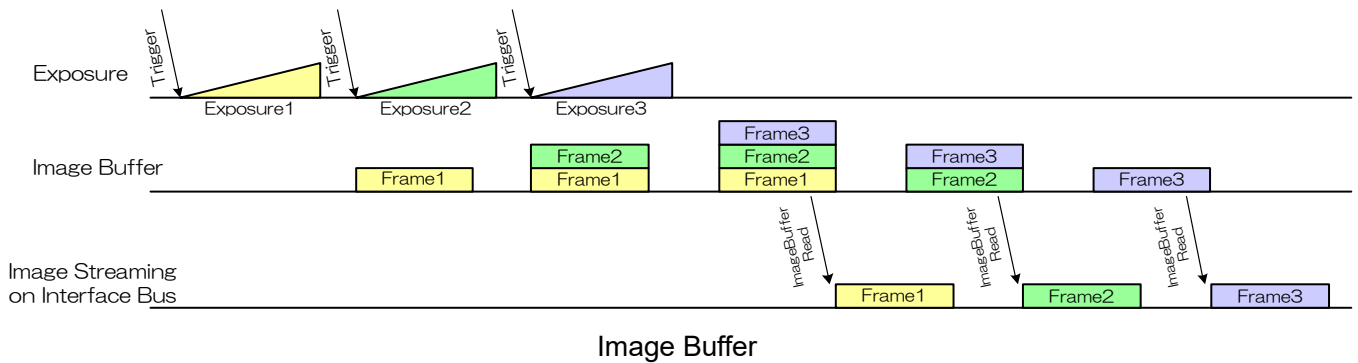 Trigger
Trigger
Trigger
Exposure
Exposure1
Exposure2
Exposure3
Frame3
Frame2
Frame2
Frame3
Image Buffer
Frame1
Frame1
Frame1
Frame2
Frame3
ImageBuffer
Read
ImageBuffer
Read
ImageBuffer
Read
Image Streaming
on Interface Bus
Frame1
Frame2
Frame3
Image Buffer